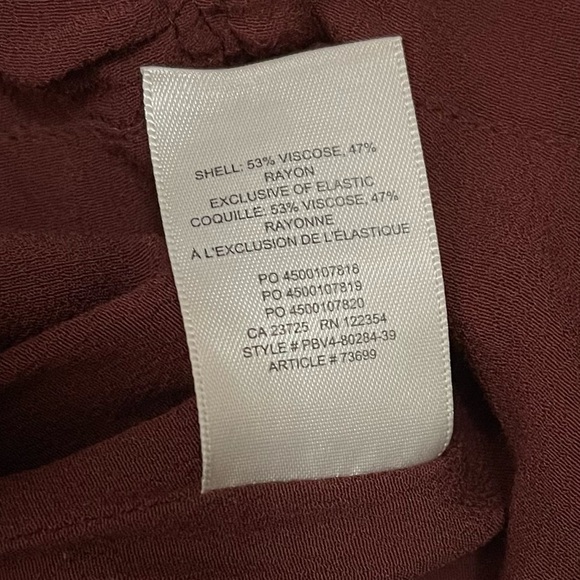 SHELL: 53% VISCOSE, 47%
RAYON
EXCLUSIVE OF ELASTIC
COQUILLE: 53% VISCOSE, 47%
RAYONNE
À L'EXCLUSION DE L'ÉLASTIQUE
PO 4500107818
PO 4500107819
PO 4500107820
CA 23725 RN 122354
STYLE # PBV4-80284-39
ARTICLE # 73699